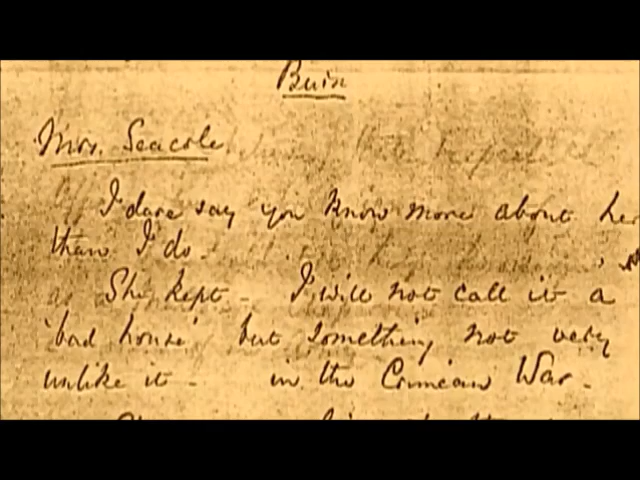 Burn
Mrs. Seacole
I dare say you know more about her
than I do -
She kept - I will not call it a
'bad house' but something not very
unlike it - in the Crimean War -